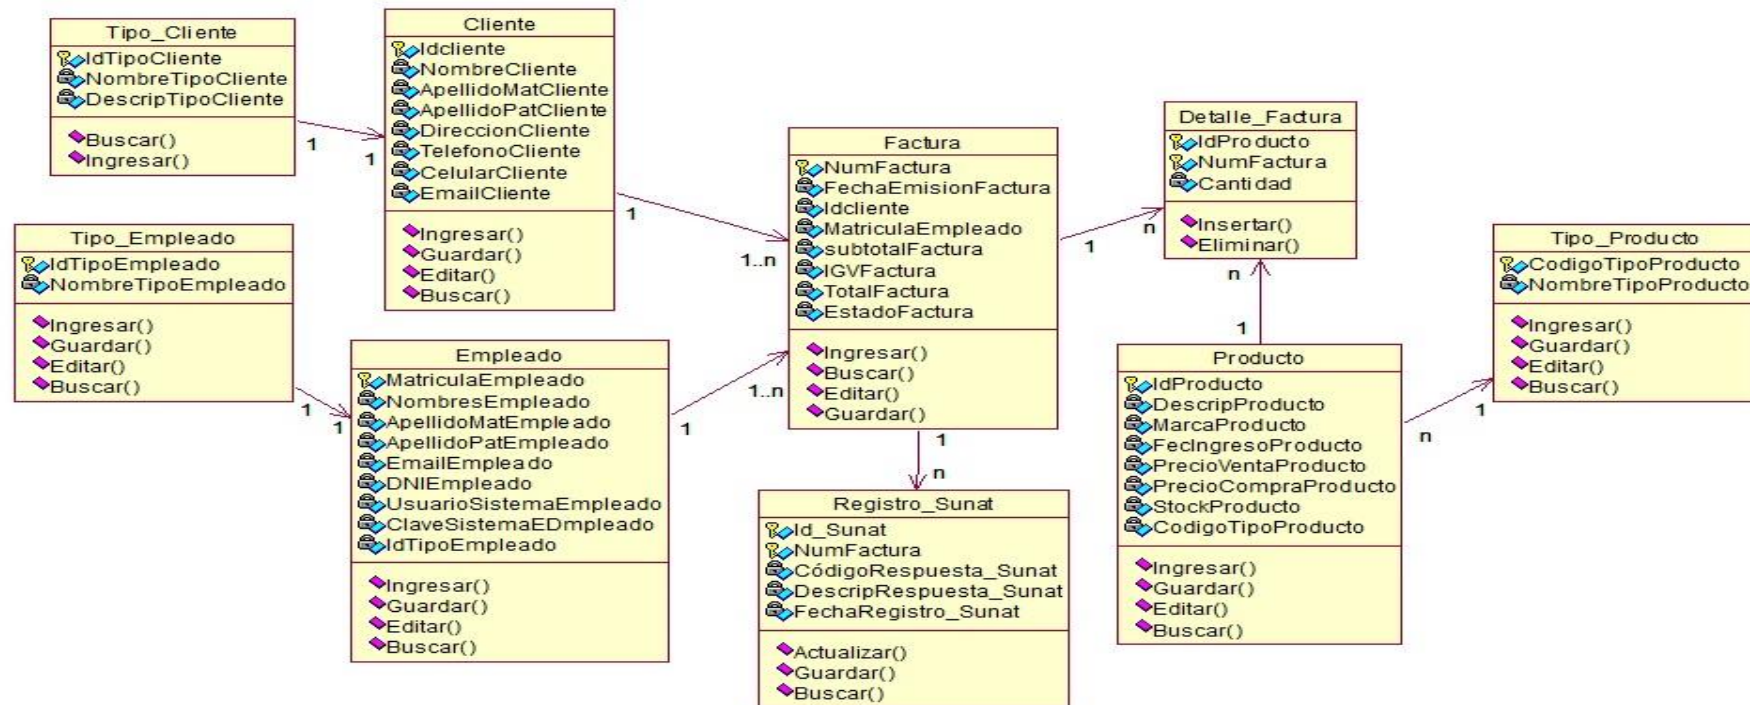 Tipo_Cliente
IdTipoCliente
NombreTipoCliente
DescripTipoCliente
Buscar()
Ingresar()
1
1
Cliente
Idcliente
NombreCliente
ApellidoMatCliente
ApellidoPatCliente
DireccionCliente
TelefonoCliente
CelularCliente
EmailCliente
Ingresar()
Guardar()
Editar()
Buscar()
1
1..n
Tipo_Empleado
IdTipoEmpleado
NombreTipoEmpleado
Ingresar()
Guardar()
Editar()
Buscar()
1
1
Empleado
MatriculaEmpleado
NombresEmpleado
ApellidoMatEmpleado
ApellidoPatEmpleado
EmailEmpleado
DNIEmpleado
UsuarioSistemaEmpleado
ClaveSistemaEDmpleado
IdTipoEmpleado
Ingresar()
Guardar()
Editar()
Buscar()
1
1..n
Factura
NumFactura
FechaEmisionFactura
Idcliente
MatriculaEmpleado
subtotalFactura
IGVFactura
TotalFactura
EstadoFactura
Ingresar()
Buscar()
Editar()
Guardar()
1
n
1
n
Registro_Sunat
Id_Sunat
NumFactura
CódigoRespuesta_Sunat
DescripRespuesta_Sunat
FechaRegistro_Sunat
Actualizar()
Guardar()
Buscar()
Detalle_Factura
IdProducto
NumFactura
Cantidad
Insertar()
Eliminar()
n
1
Producto
IdProducto
DescripProducto
MarcaProducto
FecIngresoProducto
PrecioVentaProducto
PrecioCompraProducto
StockProducto
CodigoTipoProducto
Ingresar()
Guardar()
Editar()
Buscar()
n
1
Tipo_Producto
CodigoTipoProducto
NombreTipoProducto
Ingresar()
Guardar()
Editar()
Buscar()